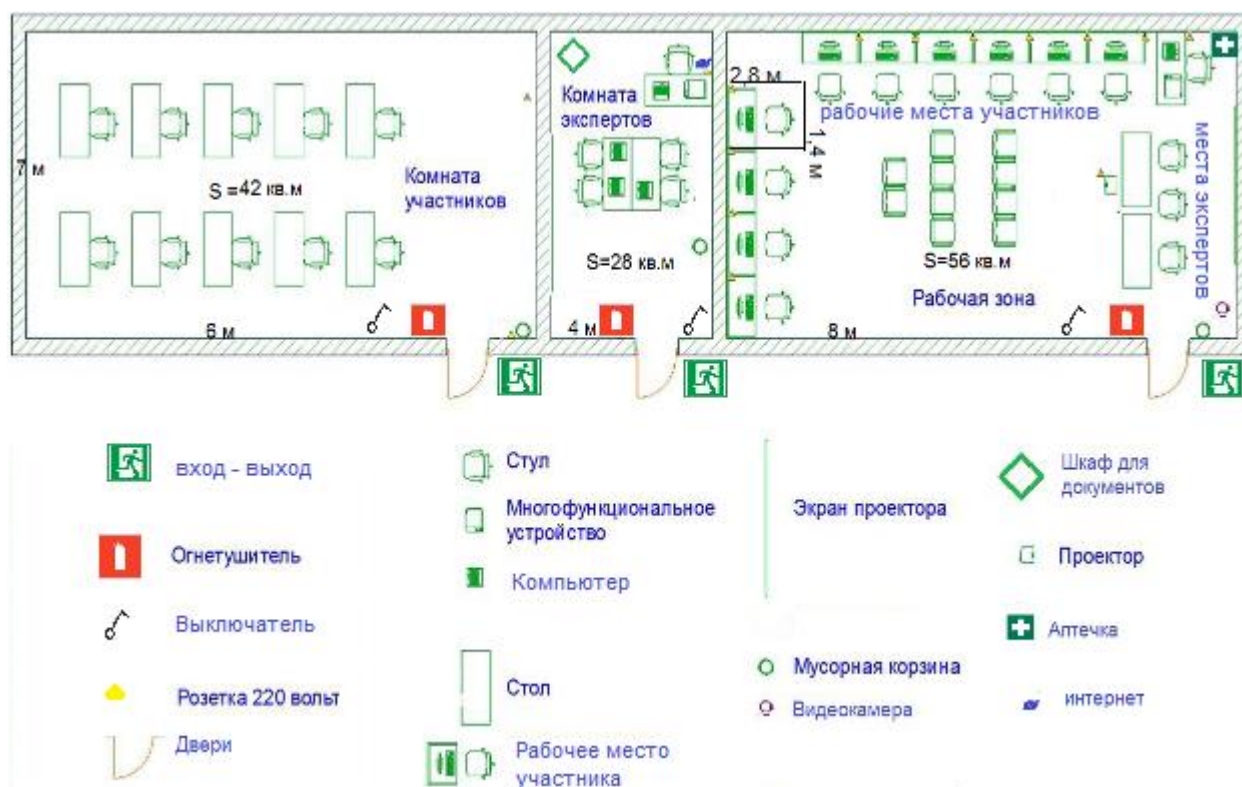 7 м
S =42 кв.м
Комната
участников
6 м
Комната
экспертов
S=28 кв.м
4 м
2,8 м
1,4 м
рабочие места участников
места экспертов
S=56 кв.м
Рабочая зона
8 м
вход - выход
Огнетушитель
Выключатель
Розетка 220 вольт
Двери
Стул
Многофункциональное
устройство
Компьютер
Стол
Рабочее место
участника
Экран проектора
Мусорная корзина
Видеокамера
Шкаф для
документов
Проектор
Аптечка
интернет